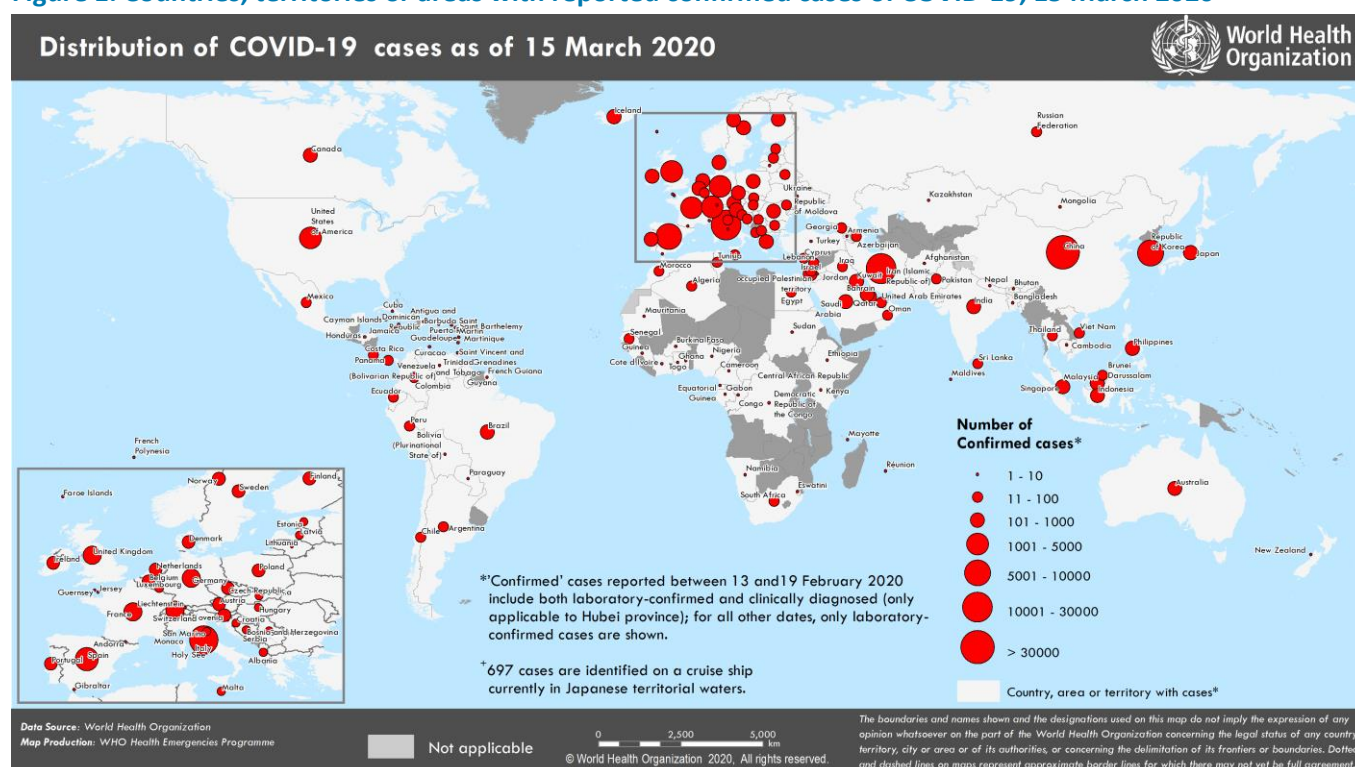 Distribution of COVID-19 cases as of 15 March 2020
World Health
Organization
Iceland
Russian
Federation
Canada
United
States
of America
Mexico
Cuba
Cayman Islands
Dominican
Republic
Antigua and
Barbuda
Saint Barthelemy
Honduras
Jamaica
Puerto
Martin
Guadeloupe
Martinique
Costa Rica
Curacao
Saint Vincent and
Grenadines
Panama
Venezuela
(Bolivarian Republic of)
Trinidad
and Tobago
French Guiana
Colombia
Guyana
Ecuador
Peru
Brazil
Bolivia
(Plurinational
State of)
French
Polynesia
Paraguay
Chile
Argentina
Ukraine
Republic
of Moldova
Kazakhstan
Mongolia
Georgia
Armenia
Turkey
Azerbaijan
China
Republic
of Korea
Japan
Tunisia
Lebanon
Cyprus
Israel
Iraq
Afghanistan
Morocco
Algeria
occupied Palestinian
territory
Jordan
Kuwait
Iran (Islamic
Republic of)
Pakistan
Nepal
Bhutan
Bangladesh
Egypt
Bahrain
Saudi
Arabia
Qatar
United Arab Emirates
Oman
India
Mauritania
Senegal
Guinea
Burkina Faso
Sudan
Nigeria
Ethiopia
Cote d'Ivoire
Togo
Ghana
Cameroon
Central African Republic
Equatorial
Guinea
Gabon
Congo
Democratic
Republic of
the Congo
Kenya
Thailand
Viet Nam
Cambodia
Philippines
Sri Lanka
Maldives
Malaysia
Brunei
Darussalam
Singapore
Indonesia
Mayotte
Réunion
Namibia
Eswatini
South Africa
Australia
New Zealand
Norway
Sweden
Finland
Faroe Islands
Estonia
Latvia
Lithuania
Denmark
Ireland
United Kingdom
Netherlands
Belgium
Luxembourg
Germany
Poland
Czech Republic
Guernsey
Jersey
Liechtenstein
Austria
Hungary
France
Switzerland
Croatia
San Marino
Monaco
Bosnia and Herzegovina
Serbia
Andorra
Italy
Holy See
Albania
Portugal
Spain
Gibraltar
Malta
Number of
Confirmed cases*
1 - 10
11 - 100
101 - 1000
1001 - 5000
5001 - 10000
10001 - 30000
> 30000
Country, area or territory with cases*
*'Confirmed' cases reported between 13 and19 February 2020
include both laboratory-confirmed and clinically diagnosed (only
applicable to Hubei province); for all other dates, only laboratory-
confirmed cases are shown.
+697 cases are identified on a cruise ship
currently in Japanese territorial waters.
Data Source: World Health Organization
Map Production: WHO Health Emergencies Programme
Not applicable
0 2,500 5,000
km
© World Health Organization 2020, All rights reserved.
The boundaries and names shown and the designations used on this map do not imply the expression of any
opinion whatsoever on the part of the World Health Organization concerning the legal status of any country,
territory, city or area or of its authorities, or concerning the delimitation of its frontiers or boundaries. Dotted
and dashed lines on maps represent approximate border lines for which there may not yet be full agreement.